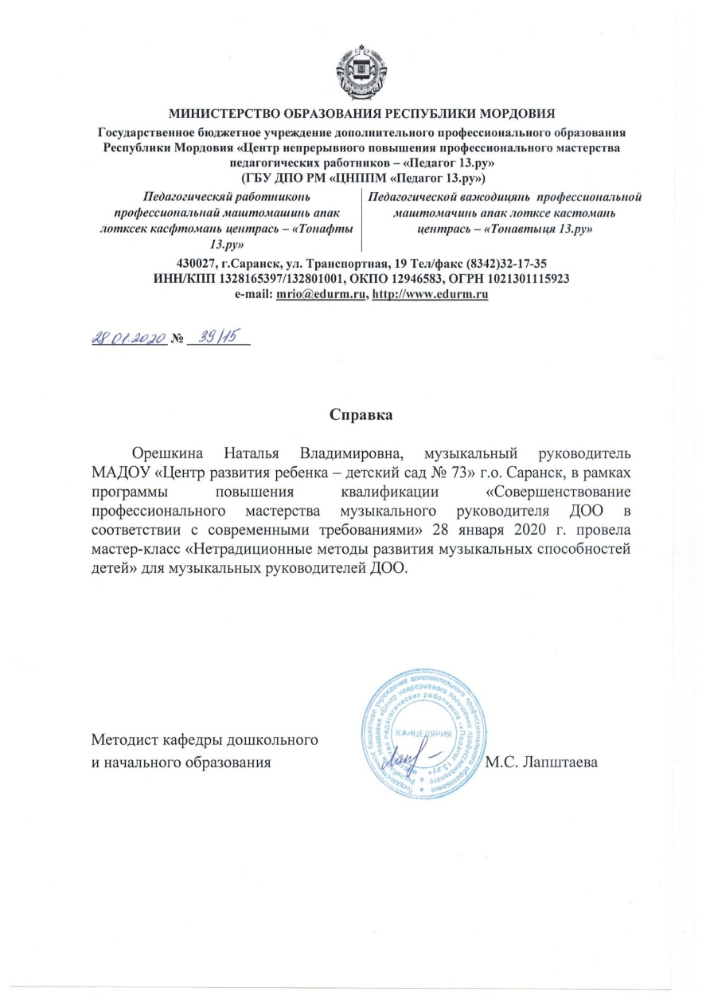 МИНИСТЕРСТВО ОБРАЗОВАНИЯ РЕСПУБЛИКИ МОРДОВИЯ
Государственное бюджетное учреждение дополнительного профессионального образования
Республики Мордовия «Центр непрерывного повышения профессионального мастерства
педагогических работников – «Педагог 13.ру»
(ГБУ ДПО РМ «ЦНППМ «Педагог 13.ру»)
Педагогическяй работниконь
профессиональнай маштомашинь апак
лотксек касфтомань центрась – «Тонафты
13.ру»
Педагогической важодицянь профессиональной
маштомачинь апак лотксе кастомань
центрась – «Тонавтыця 13.ру»
430027, г.Саранск, ул. Транспортная, 19 Тел/факс (8342)32-17-35
ИНН/КПП 1328165397/132801001, ОКПО 12946583, ОГРН 1021301115923
e-mail: mrio@edurm.ru, http://www.edurm.ru
28.01.2020 № 39/15
Справка
Орешкина Наталья Владимировна, музыкальный руководитель
МАДОУ «Центр развития ребенка – детский сад № 73» г.о. Саранск, в рамках
программы повышения квалификации «Совершенствование
профессионального мастерства музыкального руководителя ДОО в
соответствии с современными требованиями» 28 января 2020 г. провела
мастер-класс «Нетрадиционные методы развития музыкальных способностей
детей» для музыкальных руководителей ДОО.
Методист кафедры дошкольного
и начального образования
М.С. Лапштаева
Государственное бюджетное учреждение дополнительного профессионального образования
Республики Мордовия «Центр непрерывного повышения профессионального
мастерства педагогических работников - «Педагог 13.ру»
КАНЦЕЛЯРИЯ